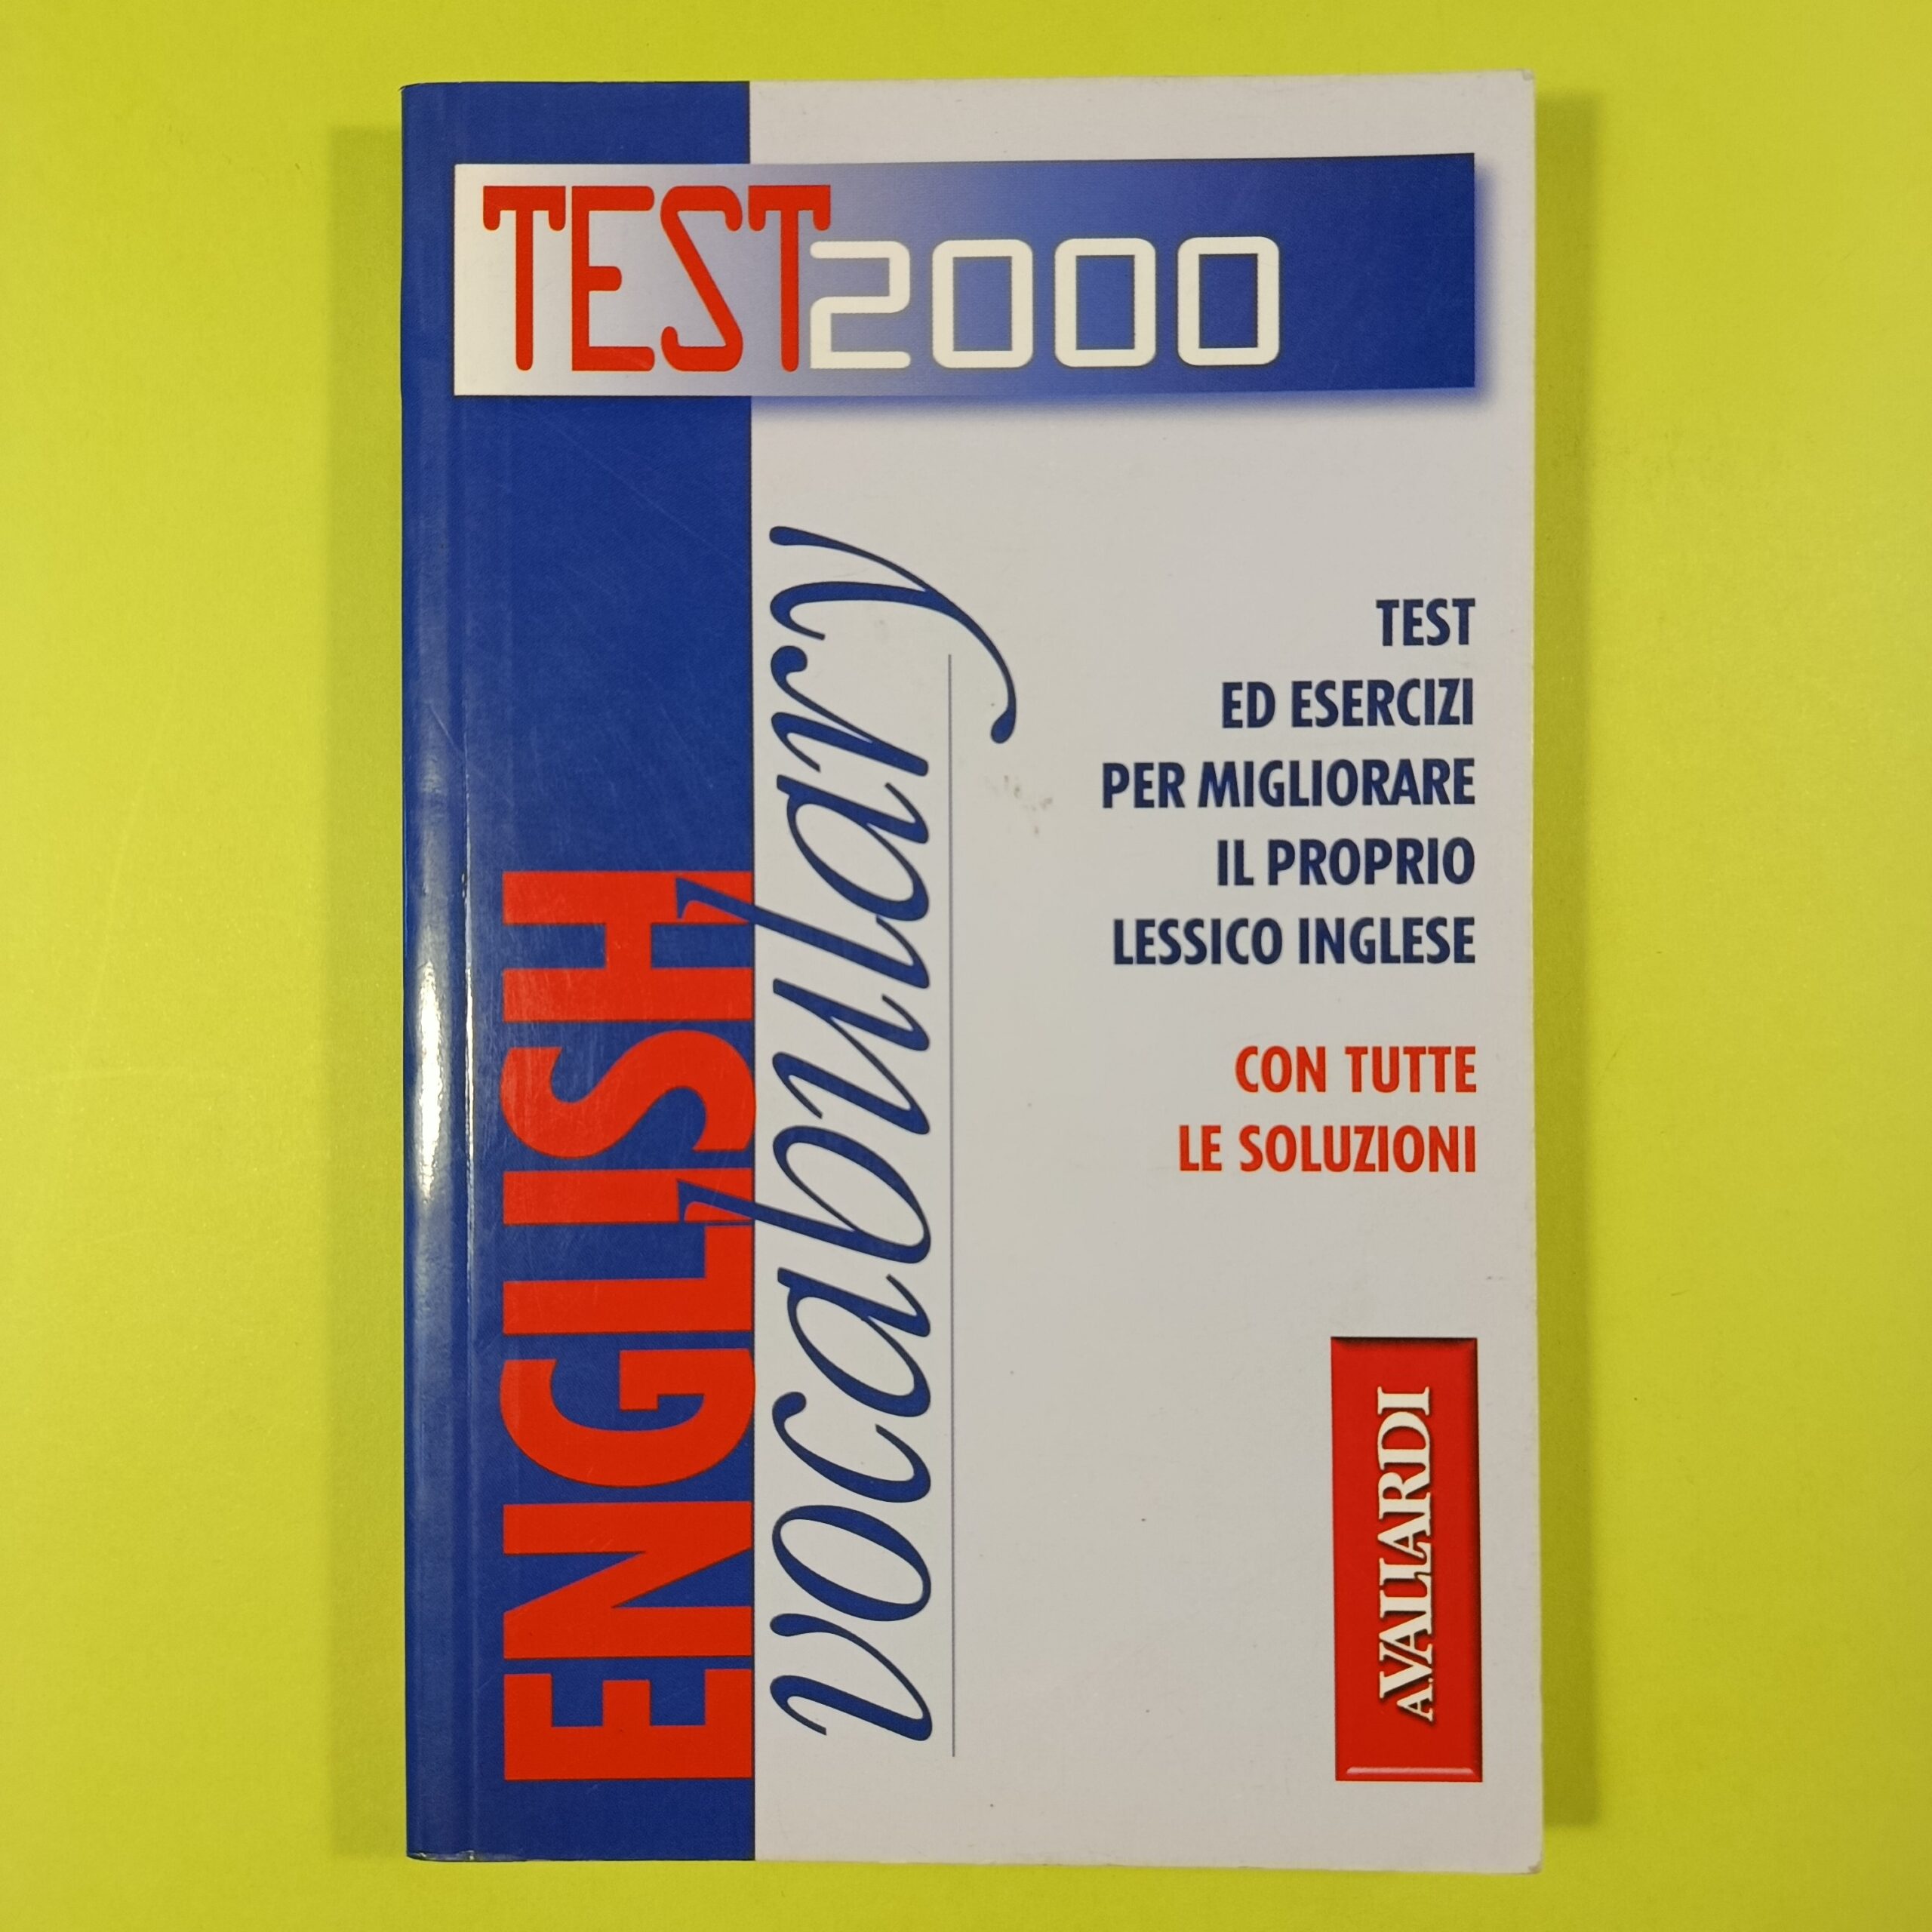 TEST2000
ENGLISH
vocabulary
TEST
ED ESERCIZI
PER MIGLIORARE
IL PROPRIO
LESSICO INGLESE
CON TUTTE
LE SOLUZIONI
A.VALLARDI